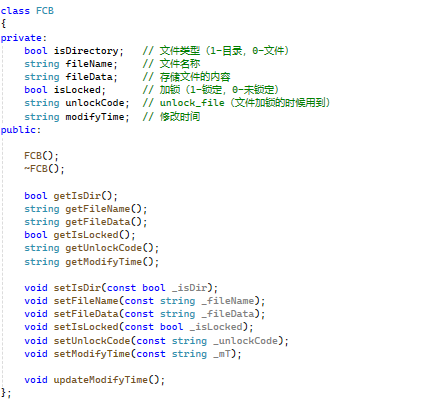 class FCB
{
private:
    bool isDirectory;   // 文件类型（1-目录，0-文件）
    string fileName;    // 文件名称
    string fileData;    // 存储文件的内容
    bool isLocked;      // 加锁（1-锁定，0-未锁定）
    string unlockCode;  // unlock_file（文件加锁的时候用到）
    string modifyTime;  // 修改时间
public:

    FCB();
    ~FCB();

    bool getIsDir();
    string getFileName();
    string getFileData();
    bool getIsLocked();
    string getUnlockCode();
    string getModifyTime();

    void setIsDir(const bool _isDir);
    void setFileName(const string _fileName);
    void setFileData(const string _fileData);
    void setIsLocked(const bool _isLocked);
    void setUnlockCode(const string _unlockCode);
    void setModifyTime(const string _mT);

    void updateModifyTime();
};